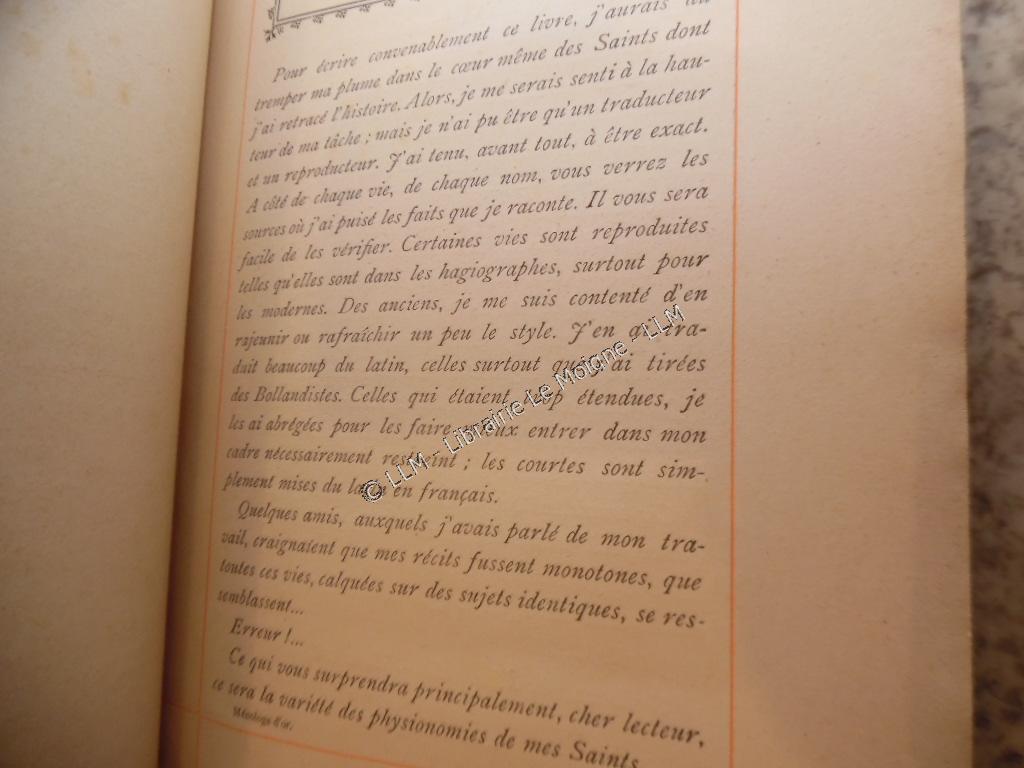 Pour écrire convenablement ce livre, j'aurais dû
tremper ma plume dans le cœur même des Saints dont
j'ai retracé l'histoire. Alors, je me serais senti à la hau-
teur de ma tâche ; mais je n'ai pu être qu'un traducteur
et un reproducteur. J'ai tenu, avant tout, à être exact.
A côté de chaque vie, de chaque nom, vous verrez les
sources où j'ai puisé les faits que je raconte. Il vous sera
facile de les vérifier. Certaines vies sont reproduites
telles qu'elles sont dans les hagiographes, surtout pour
les modernes. Des anciens, je me suis contenté d'en
rajeunir ou rafraîchir un peu le style. J'en ai tra-
duit beaucoup du latin, celles surtout que j'ai tirées
des Bollandistes. Celles qui étaient trop étendues, je
les ai abrégées pour les faire mieux entrer dans mon
cadre nécessairement restreint ; les courtes sont sim-
plement mises du latin en français.
Quelques amis, auxquels j'avais parlé de mon tra-
vail, craignaient que mes récits fussent monotones, que
toutes ces vies, calquées sur des sujets identiques, se res-
semblassent...
Erreur !...
Ce qui vous surprendra principalement, cher lecteur,
ce sera la variété des physionomies de mes Saints
d'or.
© LLM - Librairie Le Moigne - LLM